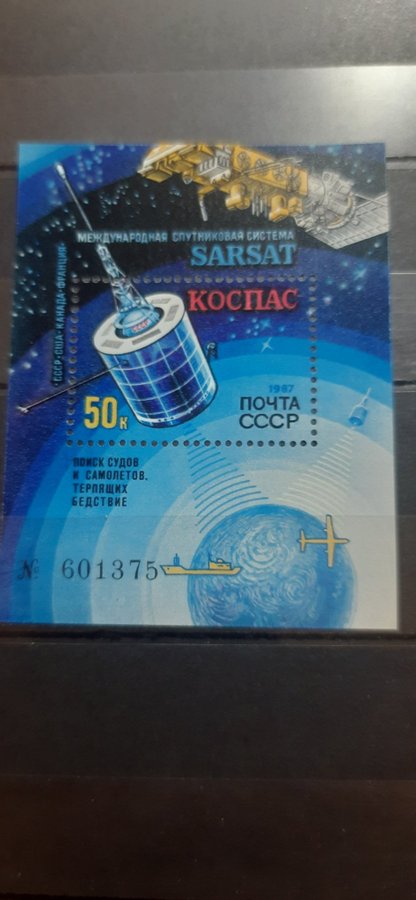 МЕЖДУНАРОДНАЯ СПУТНИКОВАЯ СИСТЕМА
SARSAT
КОСПАС
СССР·США·КАНАДА·ФРАНЦИЯ
СССР
1987
50к
ПОЧТА
СССР
ПОИСК СУДОВ
И САМОЛЕТОВ,
ТЕРПЯЩИХ
БЕДСТВИЕ
№ 601375